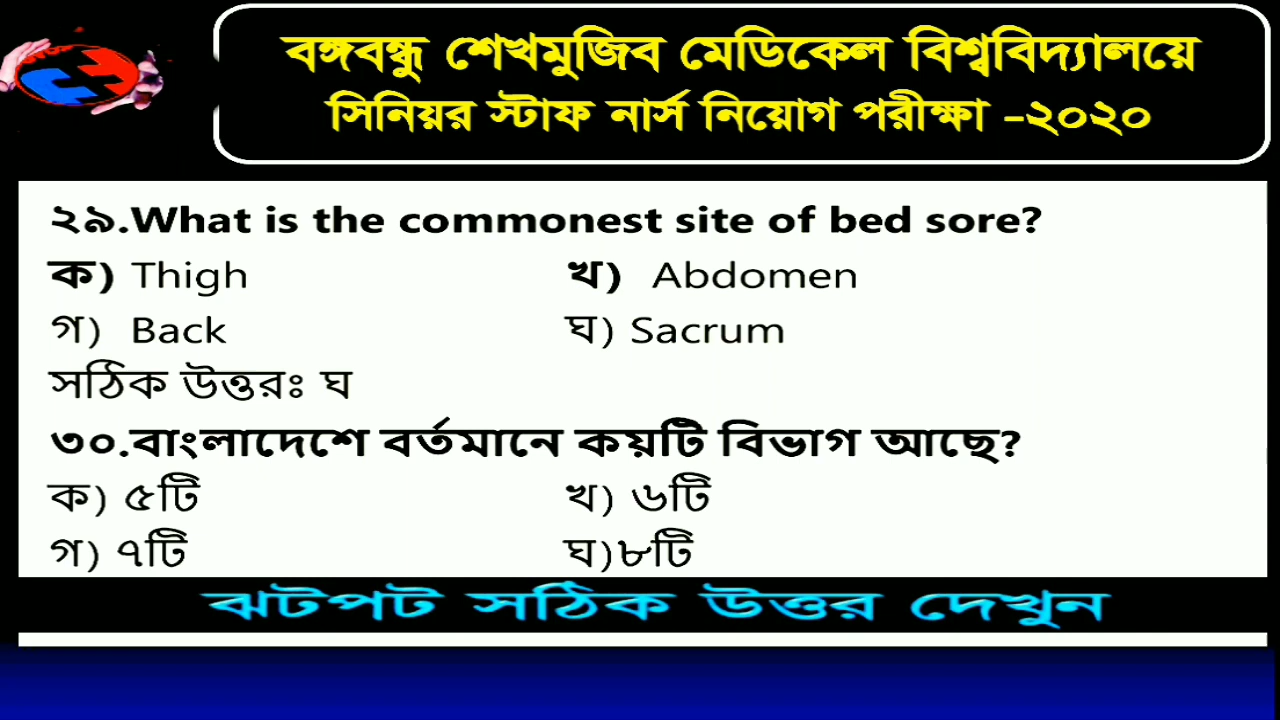 বঙ্গবন্ধু শেখমুজিব মেডিকেল বিশ্ববিদ্যালয়ে
সিনিয়র স্টাফ নার্স নিয়োগ পরীক্ষা -২০২০
২৯.What is the commonest site of bed sore?
ক) Thigh খ) Abdomen
গ) Back ঘ) Sacrum
সঠিক উত্তরঃ ঘ
৩০.বাংলাদেশে বর্তমানে কয়টি বিভাগ আছে?
ক) ৫টি খ) ৬টি
গ) ৭টি ঘ)৮টি
ঝটপট সঠিক উত্তর দেখুন